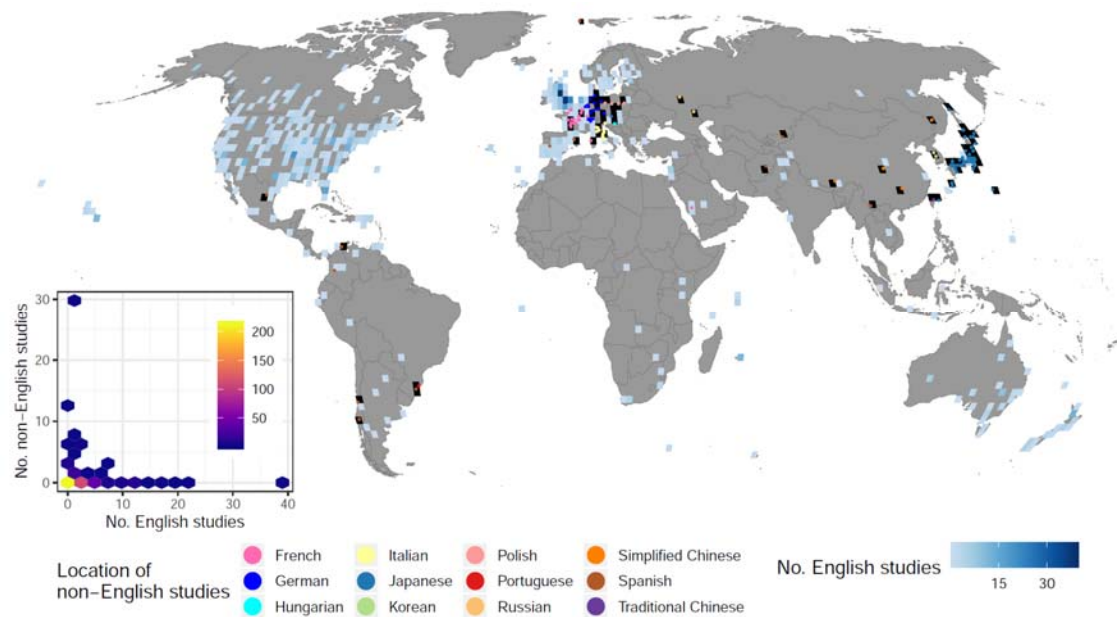 30
20
10
0
No. non-English studies
200
150
100
50
0 10 20 30 40
No. English studies
Location of
non-English studies
French
German
Hungarian
Italian
Japanese
Korean
Polish
Portuguese
Russian
Simplified Chinese
Spanish
Traditional Chinese
No. English studies
15 30